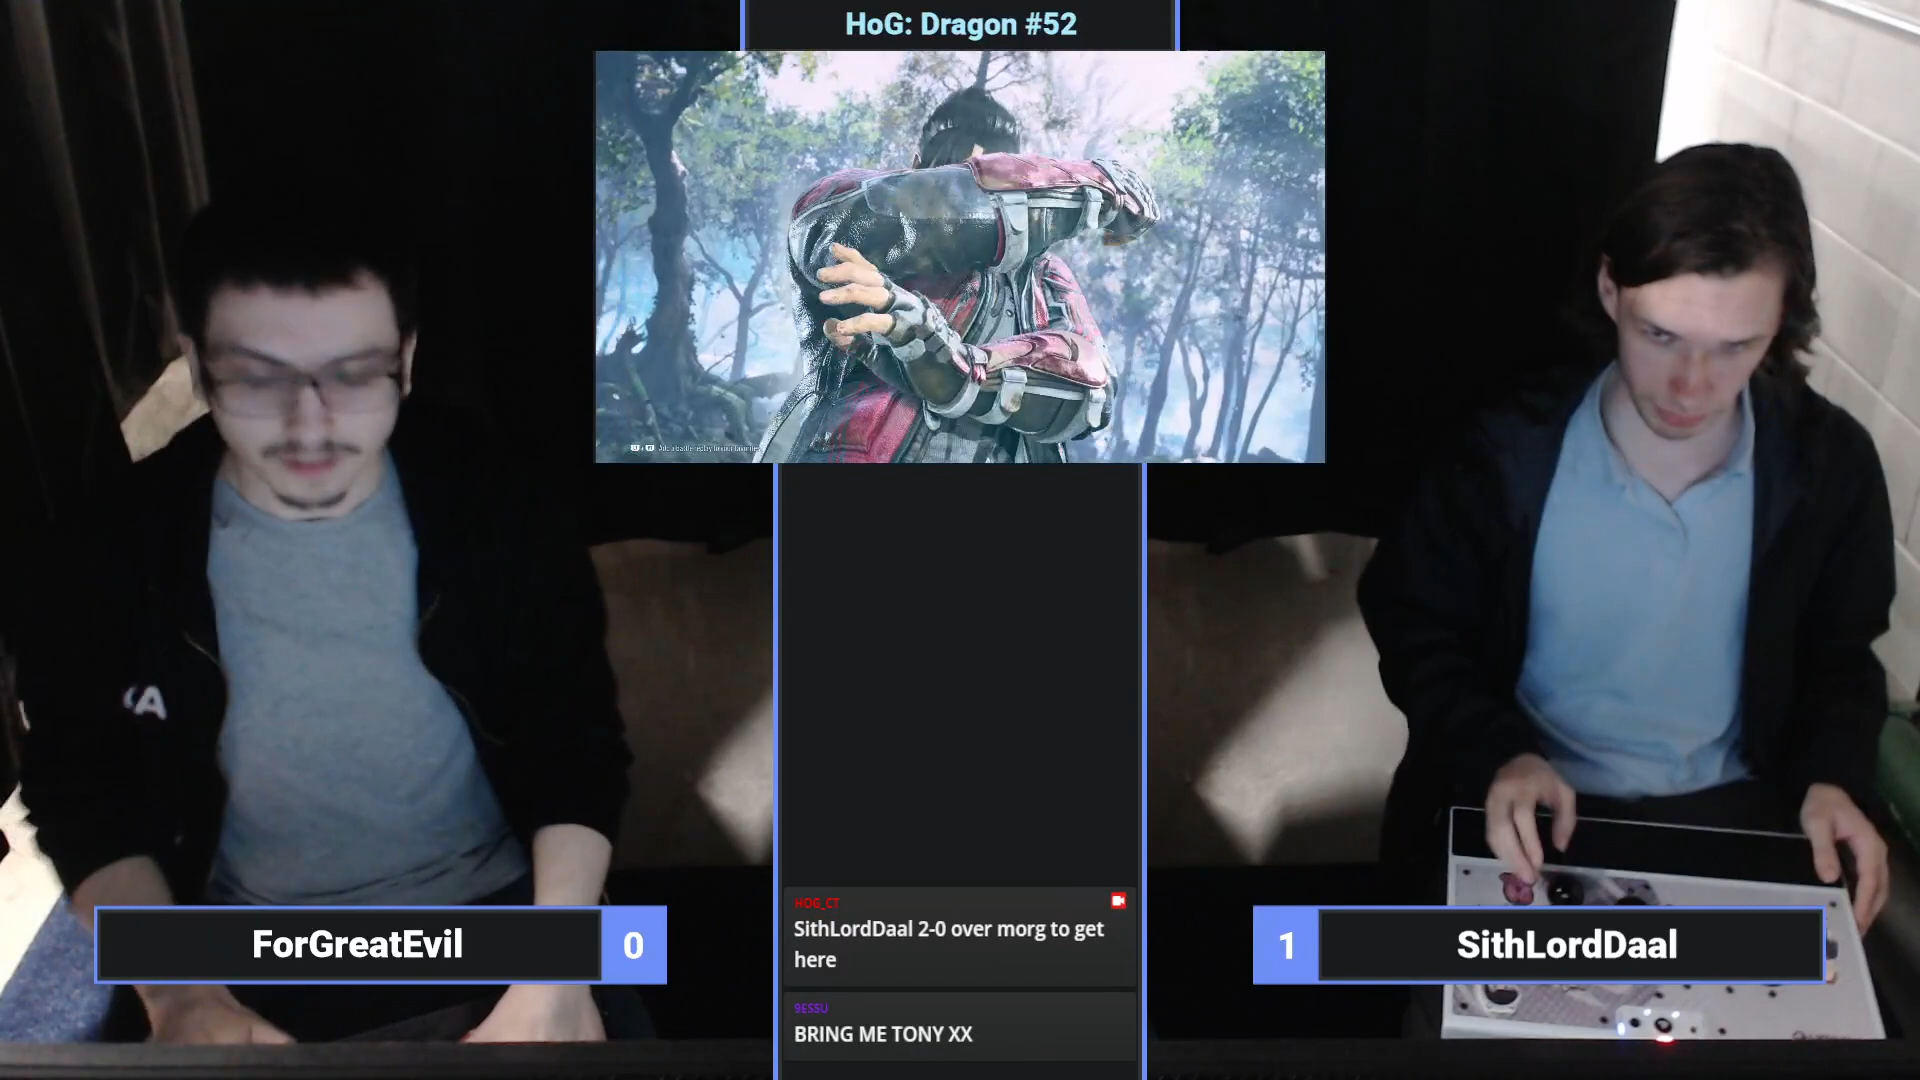 HoG: Dragon #52
ForGreatEvil
0
1
SithLordDaal
HOG_CT
SithLordDaal 2-0 over morg to get
here
9ESSU
BRING ME TONY XX